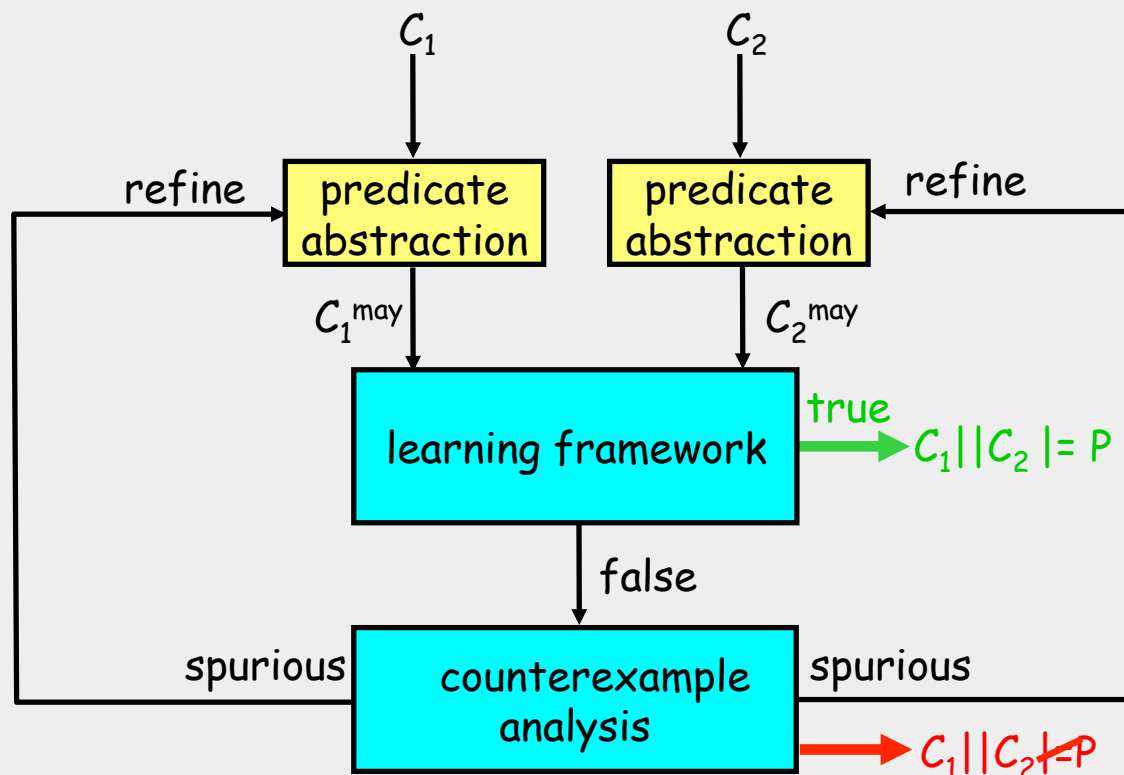 C₁
C₂
refine
predicate
abstraction
predicate
abstraction
refine
C₁ᵐᵃʸ
C₂ᵐᵃʸ
learning framework
true
C₁||C₂ |= P
false
spurious
counterexample
analysis
spurious
C₁||C₂|=P